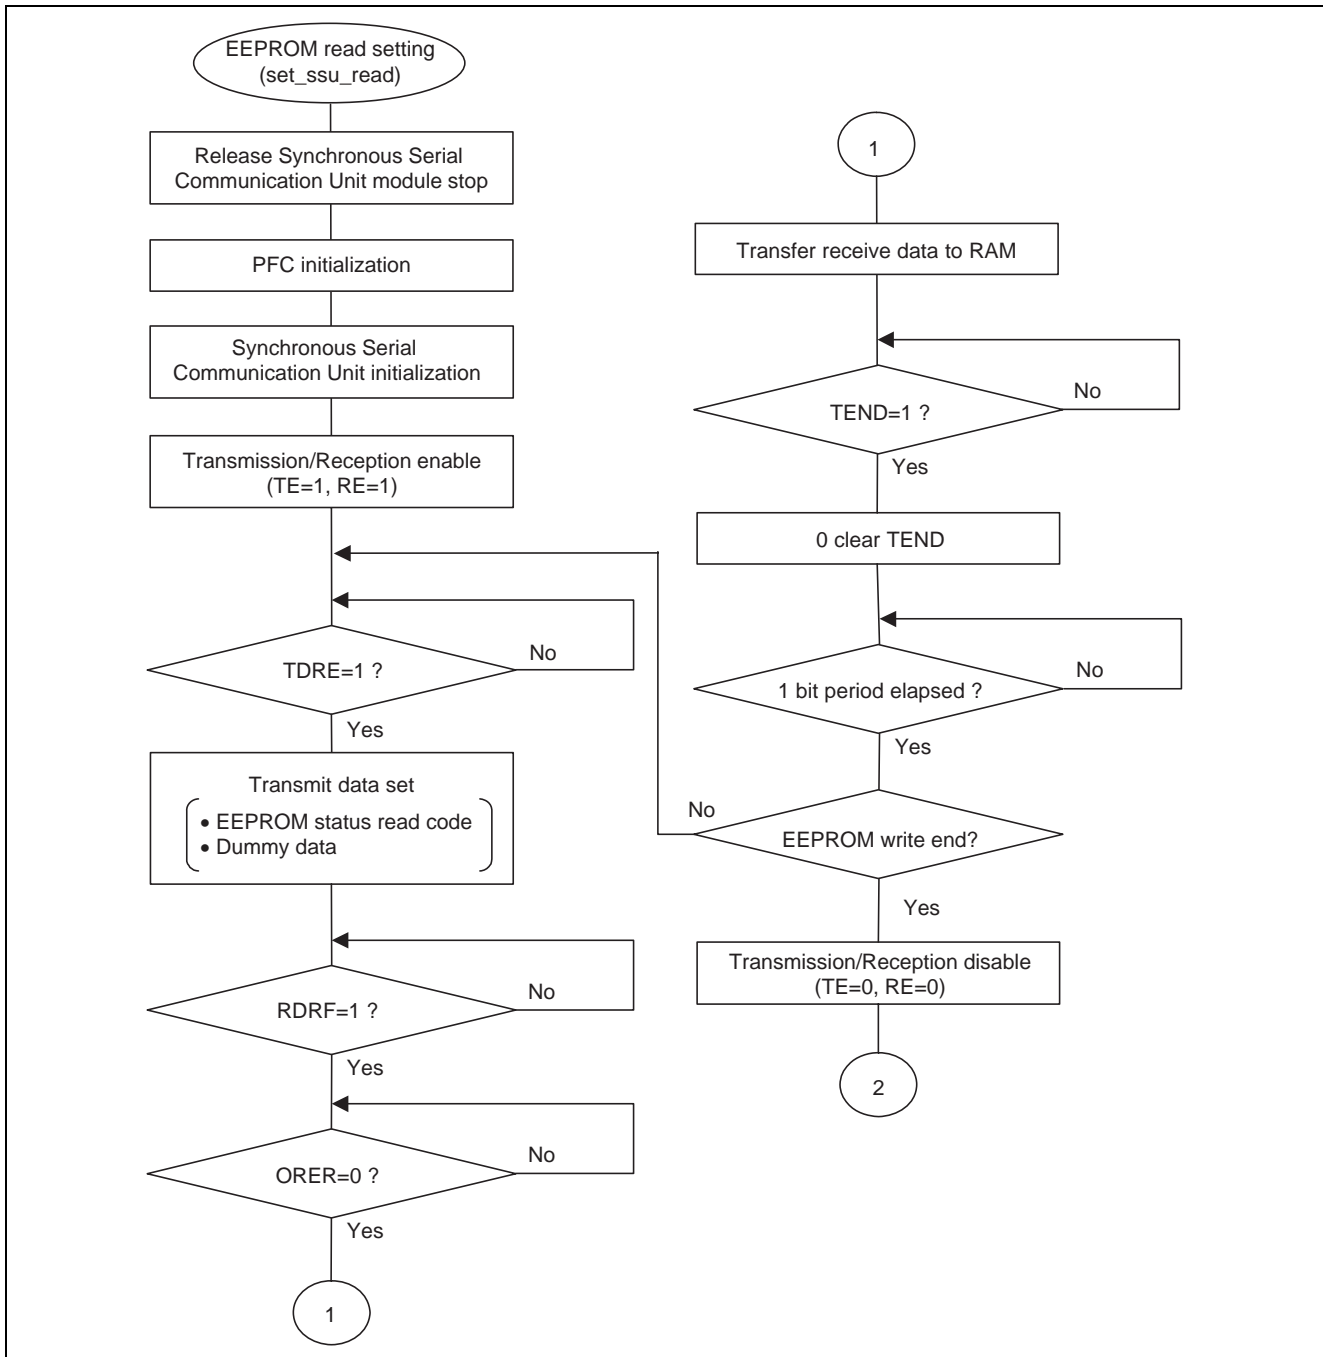 EEPROM read setting
(set_ssu_read)
Release Synchronous Serial
Communication Unit module stop
PFC initialization
Synchronous Serial
Communication Unit initialization
Transmission/Reception enable
(TE=1, RE=1)
TDRE=1 ?
No
Yes
Transmit data set
• EEPROM status read code
• Dummy data
RDRF=1 ?
No
Yes
ORER=0 ?
No
Yes
1
1
Transfer receive data to RAM
TEND=1 ?
No
Yes
0 clear TEND
1 bit period elapsed ?
No
Yes
No
EEPROM write end?
Yes
Transmission/Reception disable
(TE=0, RE=0)
2